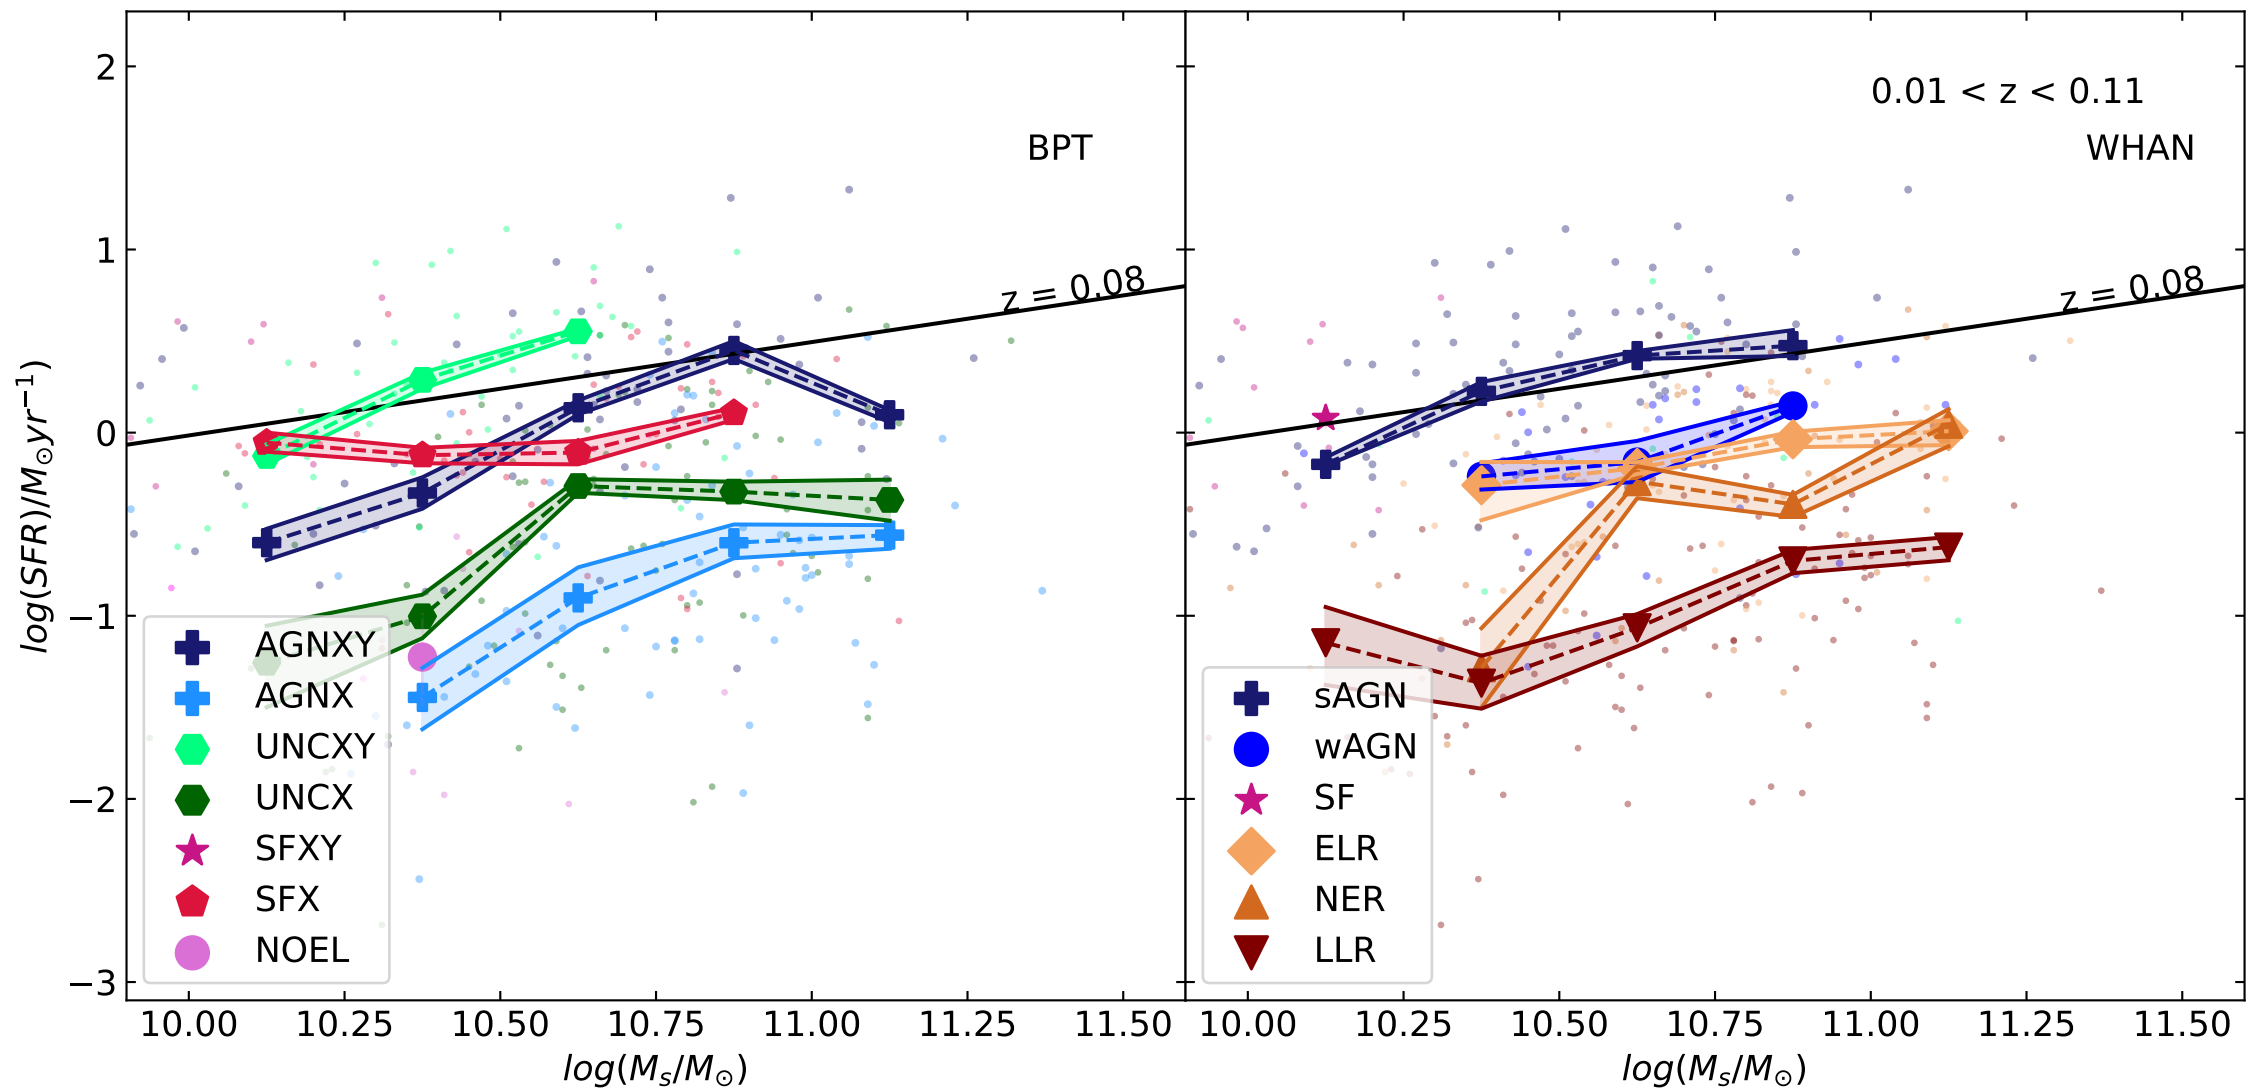 0.01 < z < 0.11
BPT
WHAN
z = 0.08
z = 0.08
2
1
0
−1
−2
−3
log(SFR)/M⊙yr⁻¹)
AGNXY
AGNX
UNCXY
UNCX
SFXY
SFX
NOEL
sAGN
wAGN
SF
ELR
NER
LLR
10.00 10.25 10.50 10.75 11.00 11.25 11.50
10.00 10.25 10.50 10.75 11.00 11.25 11.50
log(Mₛ/M⊙)
log(Mₛ/M⊙)